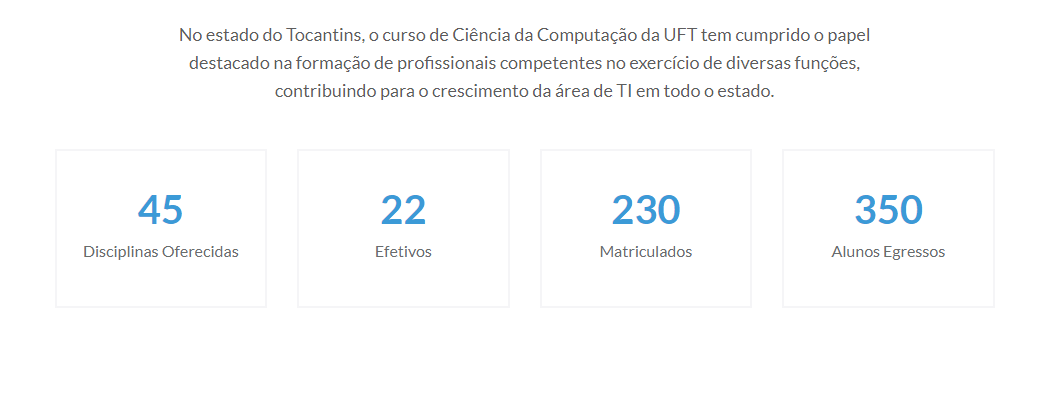 No estado do Tocantins, o curso de Ciência da Computação da UFT tem cumprido o papel
destacado na formação de profissionais competentes no exercício de diversas funções,
contribuindo para o crescimento da área de TI em todo o estado.
45
Disciplinas Oferecidas
22
Efetivos
230
Matriculados
350
Alunos Egressos